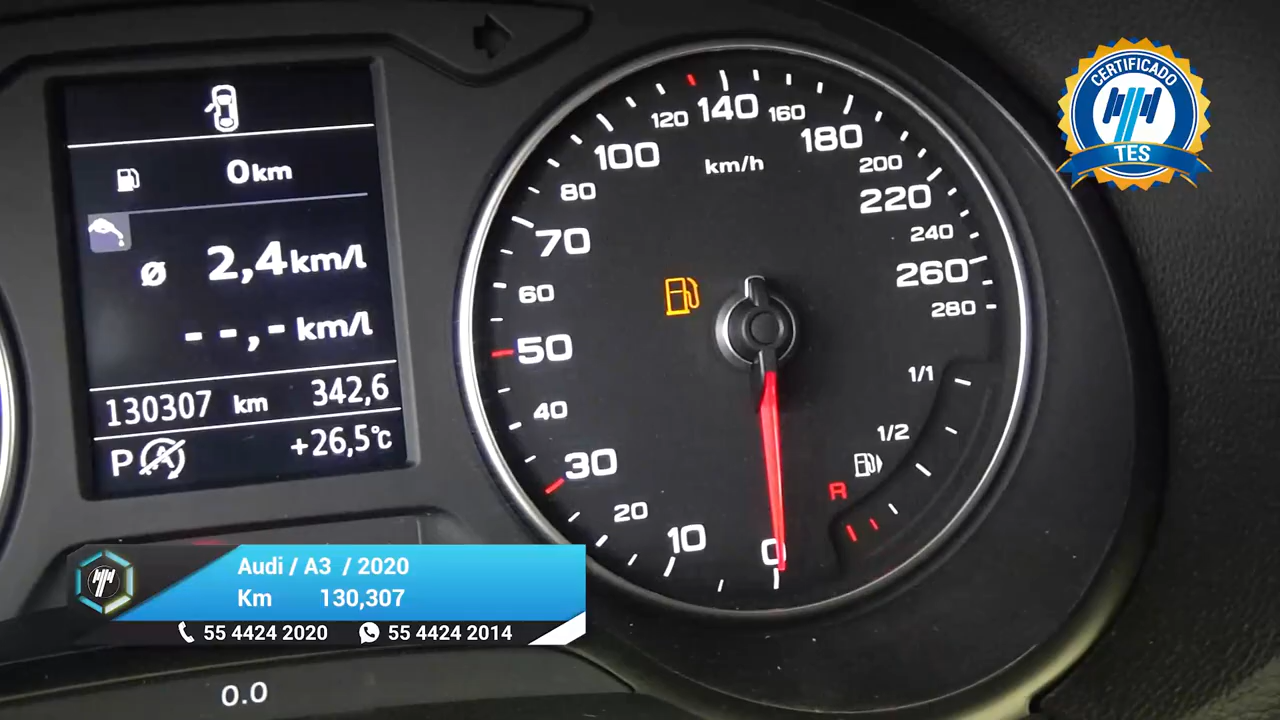 0km
ø 2,4km/l
- -,- km/l
130307 km 342,6
P A +26,5°c
120 140 160
100 180
km/h
80 200
70 220
240
60 260
280
50
1/1
40
1/2
30 R
20
10 0
CERTIFICADO
TES
Audi / A3 / 2020
Km 130,307
55 4424 2020 55 4424 2014
0.0